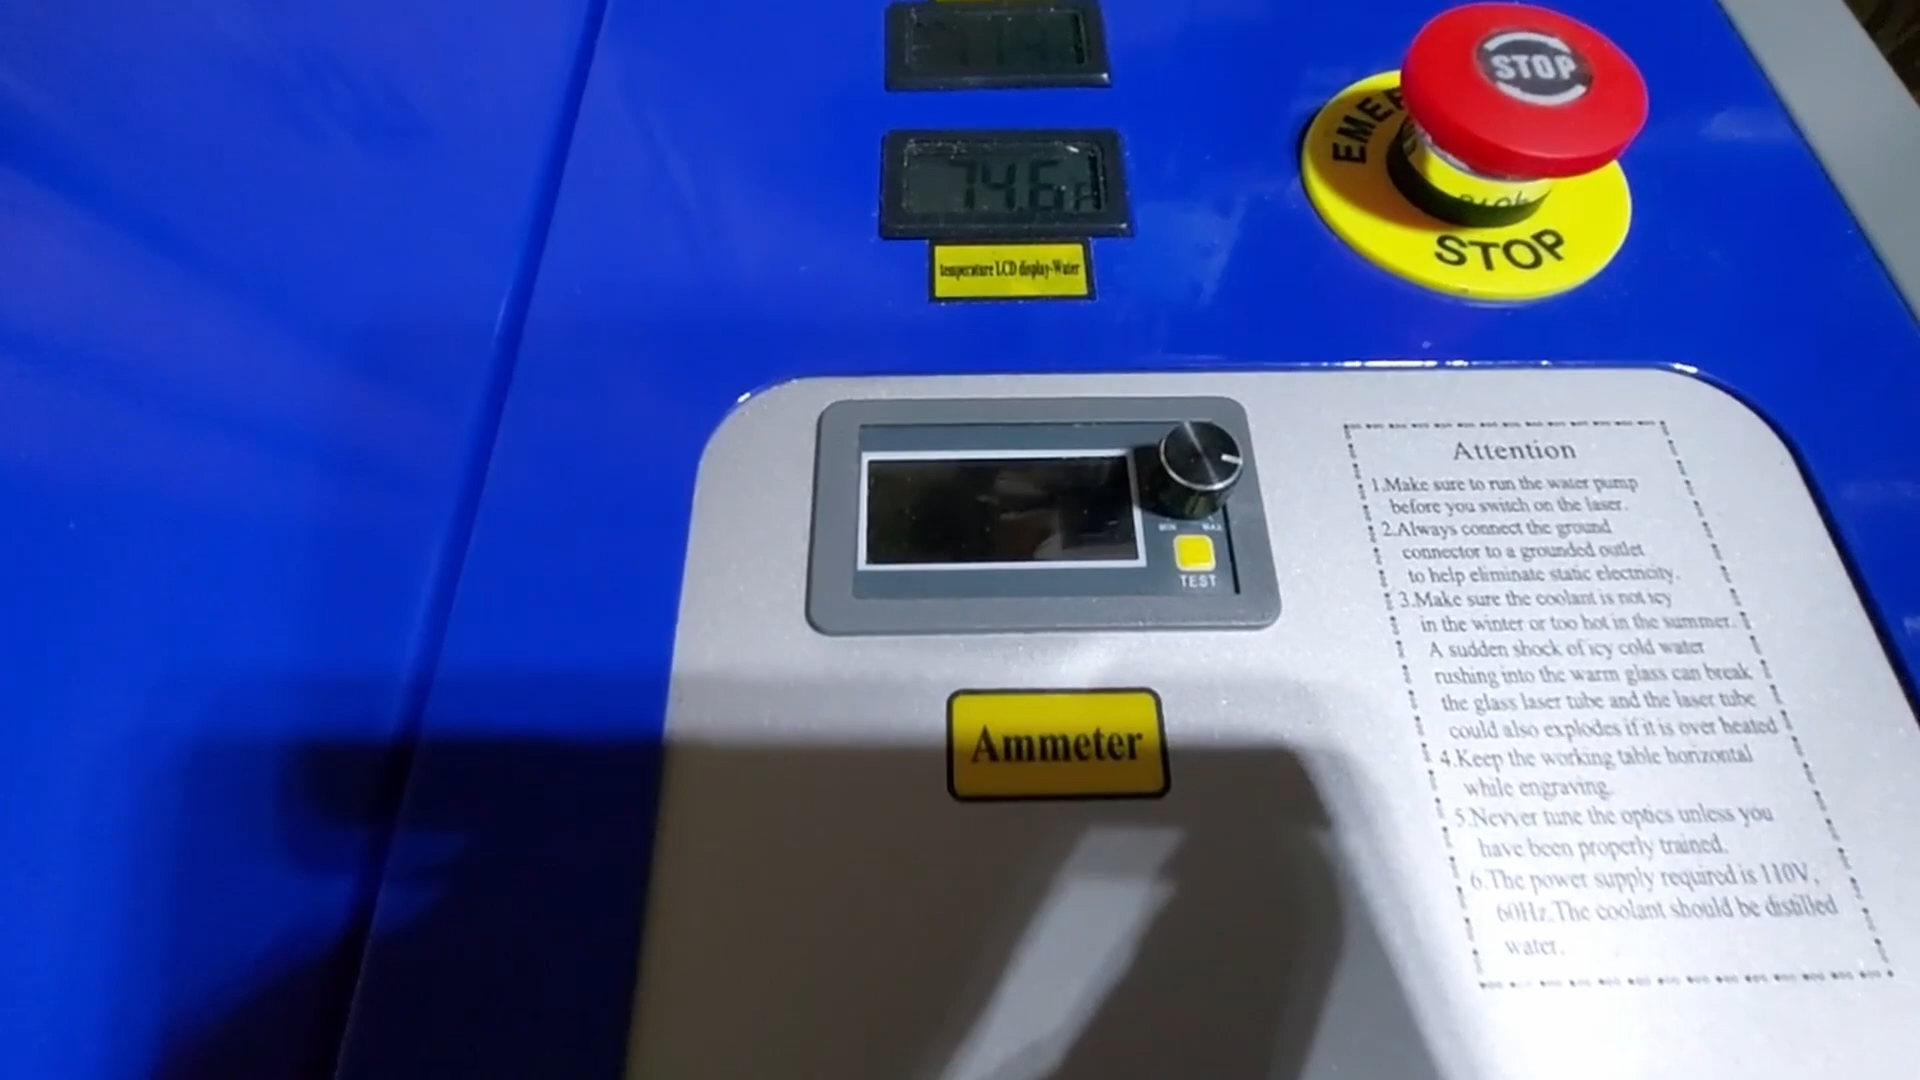 STOP
74.6
temperature LCD display-Water
STOP
MIN MAX
TEST
Ammeter
Attention
1.Make sure to run the water pump
before you switch on the laser.
2.Always connect the ground
connector to a grounded outlet
to help eliminate static electricity.
3.Make sure the coolant is not icy
in the winter or too hot in the summer.
A sudden shock of icy cold water
rushing into the warm glass can break
the glass laser tube and the laser tube
could also explodes if it is over heated
4.Keep the working table horizontal
while engraving.
5.Nevver tune the optics unless you
have been properly trained.
6.The power supply required is 110V,
60Hz.The coolant should be distilled
water.